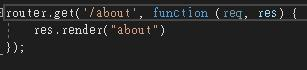 router.get('/about', function (req, res) {
    res.render("about")
});